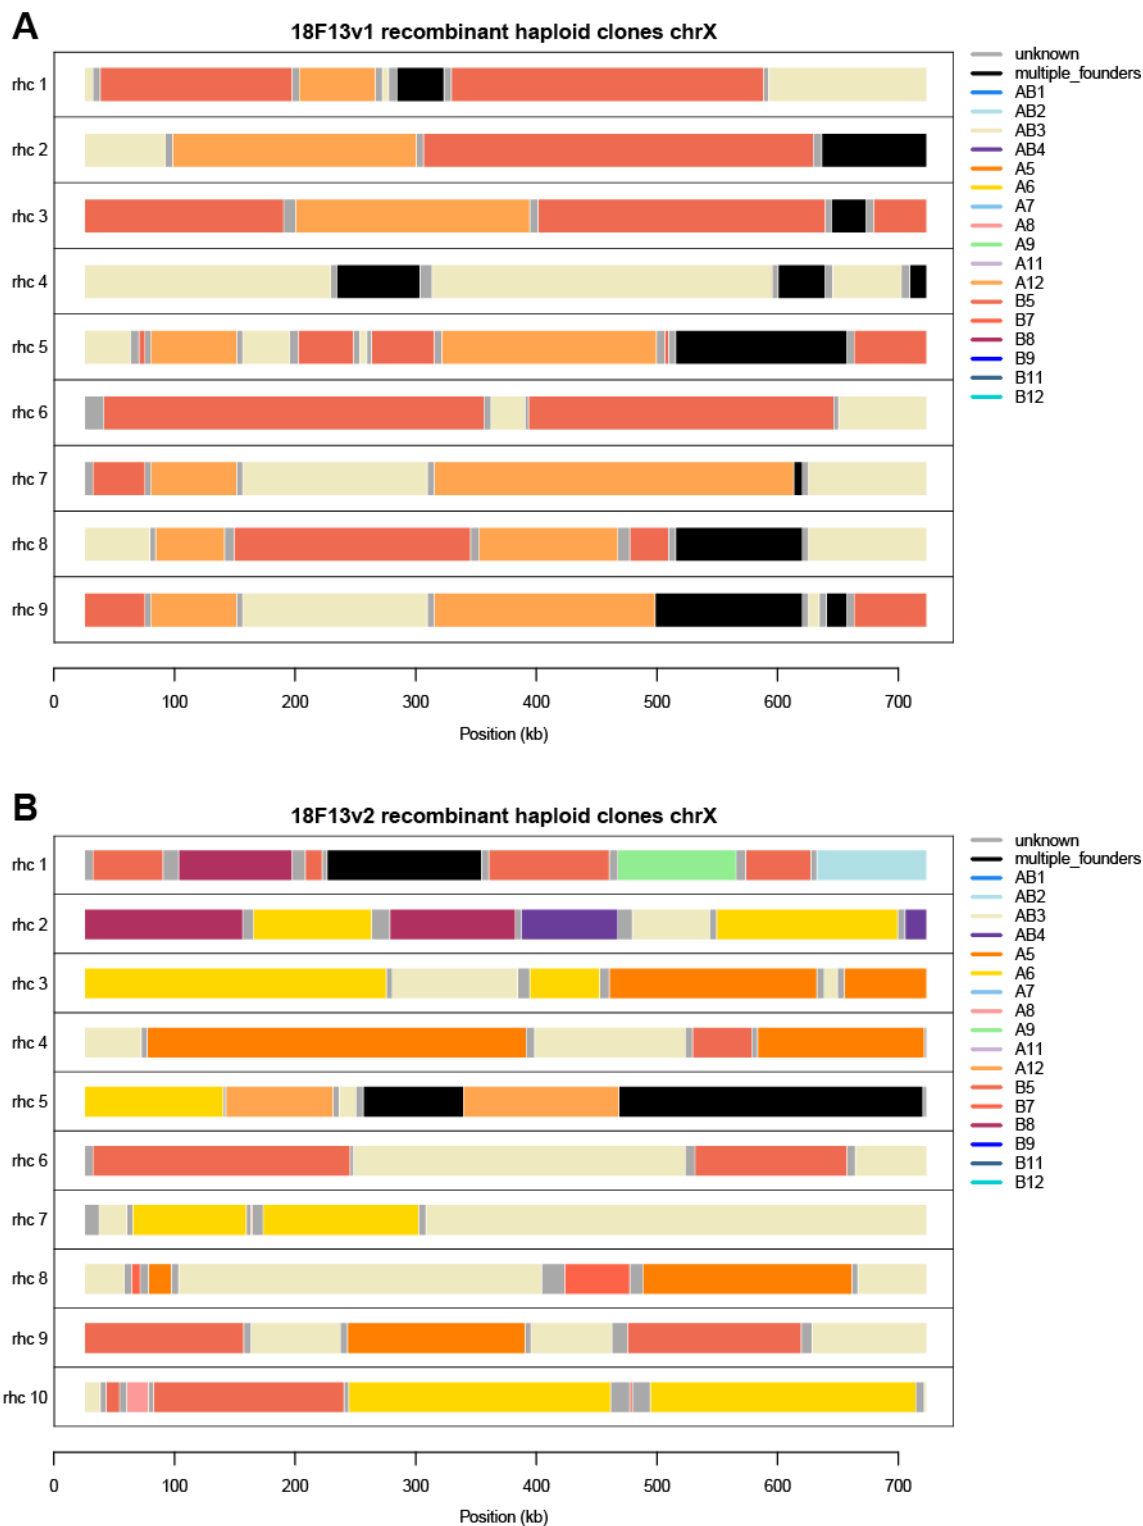 A
18F13v1 recombinant haploid clones chrX
rhc 1
rhc 2
rhc 3
rhc 4
rhc 5
rhc 6
rhc 7
rhc 8
rhc 9
0 100 200 300 400 500 600 700
Position (kb)
unknown
multiple_founders
AB1
AB2
AB3
AB4
A5
A6
A7
A8
A9
A11
A12
B5
B7
B8
B9
B11
B12
B
18F13v2 recombinant haploid clones chrX
rhc 1
rhc 2
rhc 3
rhc 4
rhc 5
rhc 6
rhc 7
rhc 8
rhc 9
rhc 10
0 100 200 300 400 500 600 700
Position (kb)
unknown
multiple_founders
AB1
AB2
AB3
AB4
A5
A6
A7
A8
A9
A11
A12
B5
B7
B8
B9
B11
B12